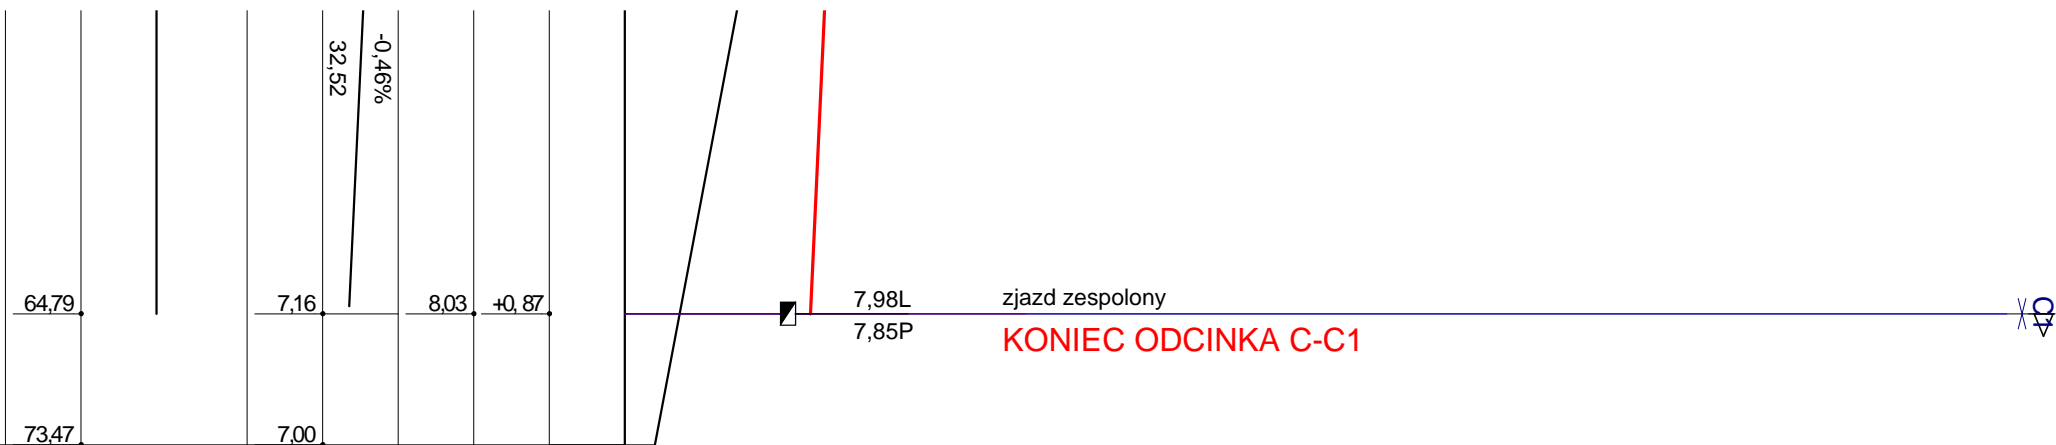 32,52
-0,46%
64,79
7,16
8,03
+0,87
7,98L
zjazd zespolony
7,85P
KONIEC ODCINKA C-C1
C1
73,47
7,00